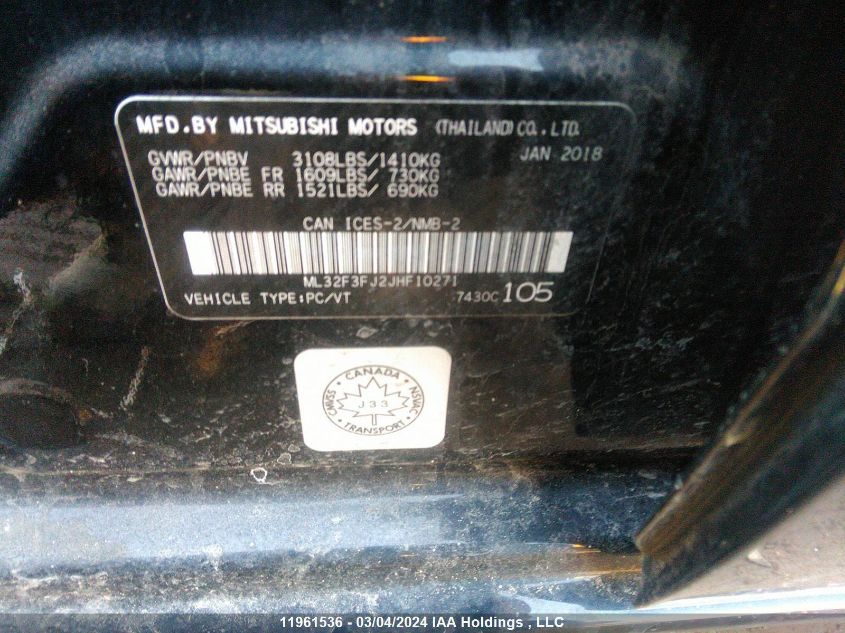 MFD.BY MITSUBISHI MOTORS (THAILAND) CO.,LTD.
GVWR/PNBV 3108LBS/1410KG JAN 2018
GAWR/PNBE FR 1609LBS/ 730KG
GAWR/PNBE RR 1521LBS/ 690KG
CAN ICES-2/NMB-2
ML32F3FJ2JHF10271
VEHICLE TYPE:PC/VT 7430C 105
CANADA
CMVSS J33 NSVAC
TRANSPORT
11961536 - 03/04/2024 IAA Holdings , LLC